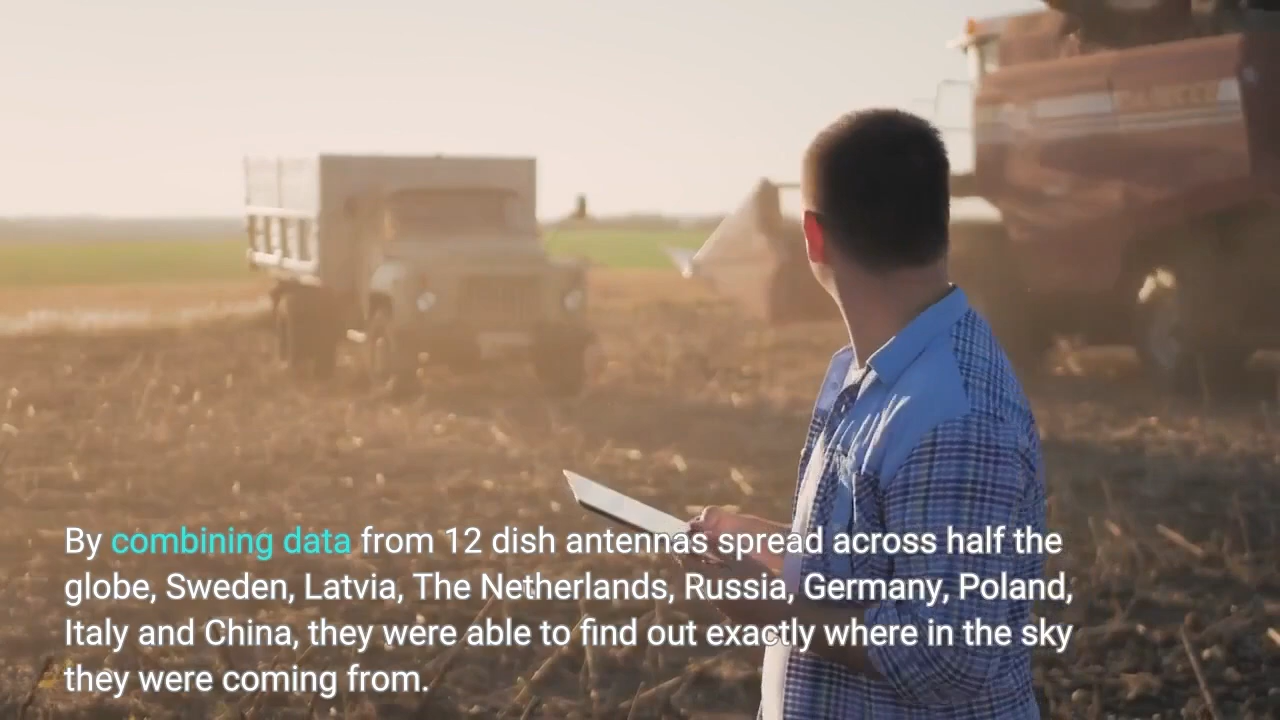 By combining data from 12 dish antennas spread across half the
globe, Sweden, Latvia, The Netherlands, Russia, Germany, Poland,
Italy and China, they were able to find out exactly where in the sky
they were coming from.